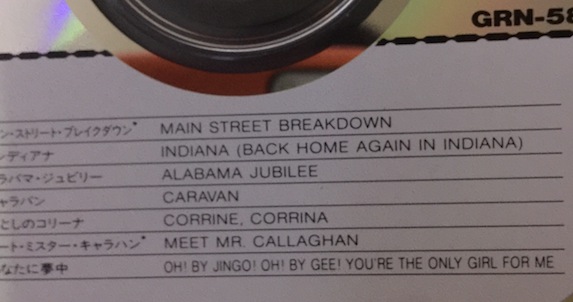 GRN-58
ン・ストリート・ブレイクダウン* MAIN STREET BREAKDOWN
ンディアナ INDIANA (BACK HOME AGAIN IN INDIANA)
ラバマ・ジュビリー ALABAMA JUBILEE
ャラバン CARAVAN
としのコリーナ CORRINE, CORRINA
ート・ミスター・キャラハン* MEET MR. CALLAGHAN
なたに夢中 OH! BY JINGO! OH! BY GEE! YOU'RE THE ONLY GIRL FOR ME